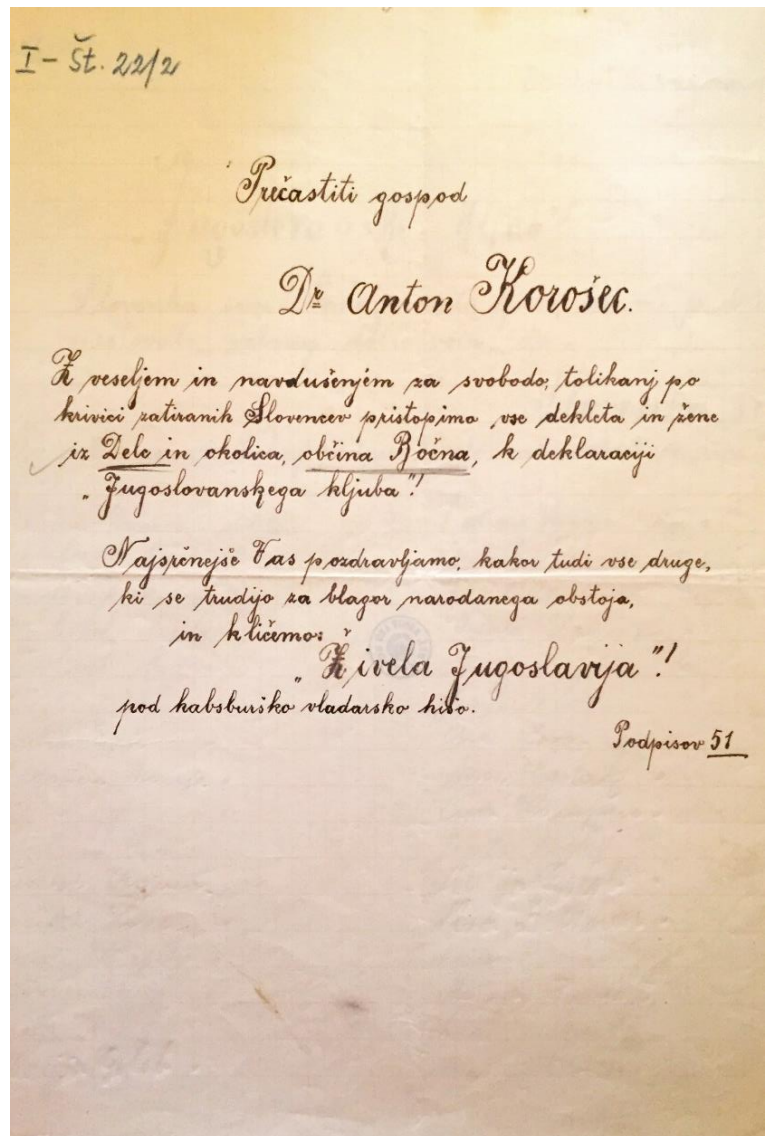 I - Št. 22/2
Prečastiti gospod
Dr Anton Korošec.
Z veseljem in navdušenjem za svobodo, tolikanj po
krivici zatiranih Slovencev pristopimo vse dekleta in žene
iz Dele in okolica, občina Bočna, k deklaraciji
„Jugoslovanskega kljuba"!
Najsrčnejše Vas pozdravljamo, kakor tudi vse druge,
ki se trudijo za blagor narodanega obstoja,
in kličemo:
„Živela Jugoslavija"!
pod habsburško vladarsko hišo.
Podpisov 51